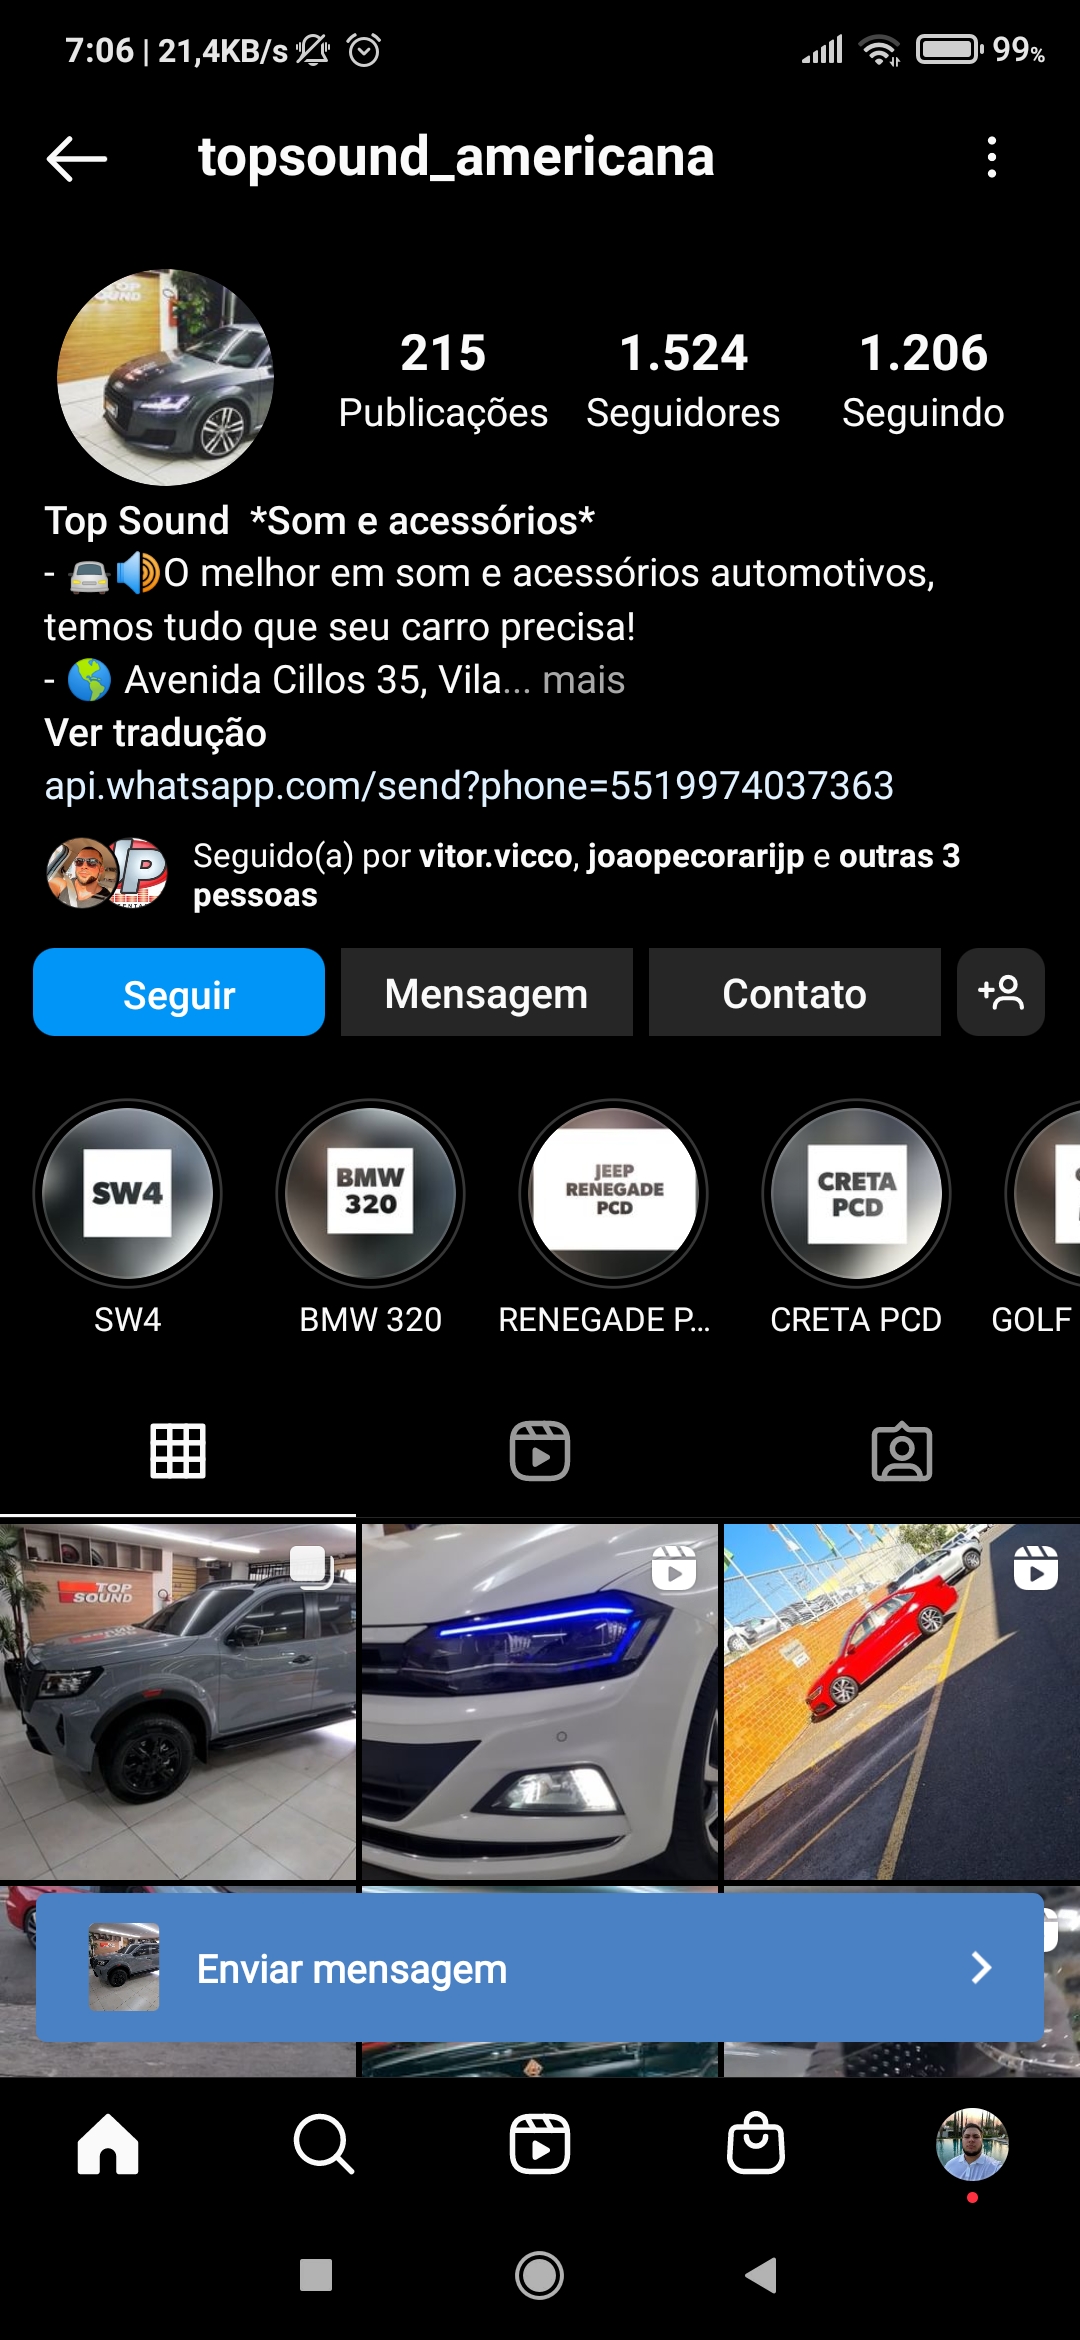 7:06 | 21,4KB/s
99%
topsound_americana
TOP
SOUND
215
1.524
1.206
Publicações
Seguidores
Seguindo
Top Sound *Som e acessórios*
- 🚘🔊O melhor em som e acessórios automotivos,
temos tudo que seu carro precisa!
- 🌎 Avenida Cillos 35, Vila... mais
Ver tradução
api.whatsapp.com/send?phone=5519974037363
Seguido(a) por vitor.vicco, joaopecorarijp e outras 3
pessoas
Seguir
Mensagem
Contato
SW4
BMW
320
JEEP
RENEGADE
PCD
CRETA
PCD
SW4
BMW 320
RENEGADE P...
CRETA PCD
GOLF
TOP
SOUND
Enviar mensagem